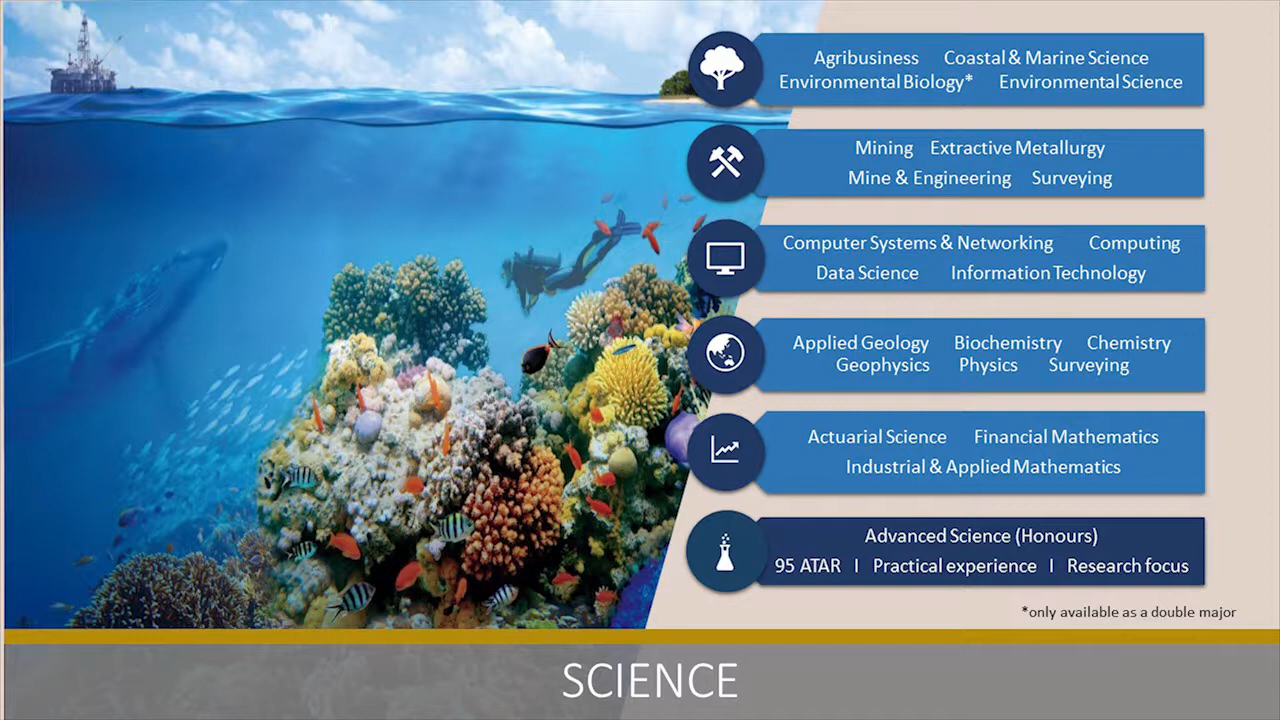 Agribusiness Coastal & Marine Science
Environmental Biology* Environmental Science
Mining Extractive Metallurgy
Mine & Engineering Surveying
Computer Systems & Networking Computing
Data Science Information Technology
Applied Geology Biochemistry Chemistry
Geophysics Physics Surveying
Actuarial Science Financial Mathematics
Industrial & Applied Mathematics
Advanced Science (Honours)
95 ATAR I Practical experience I Research focus
*only available as a double major
SCIENCE